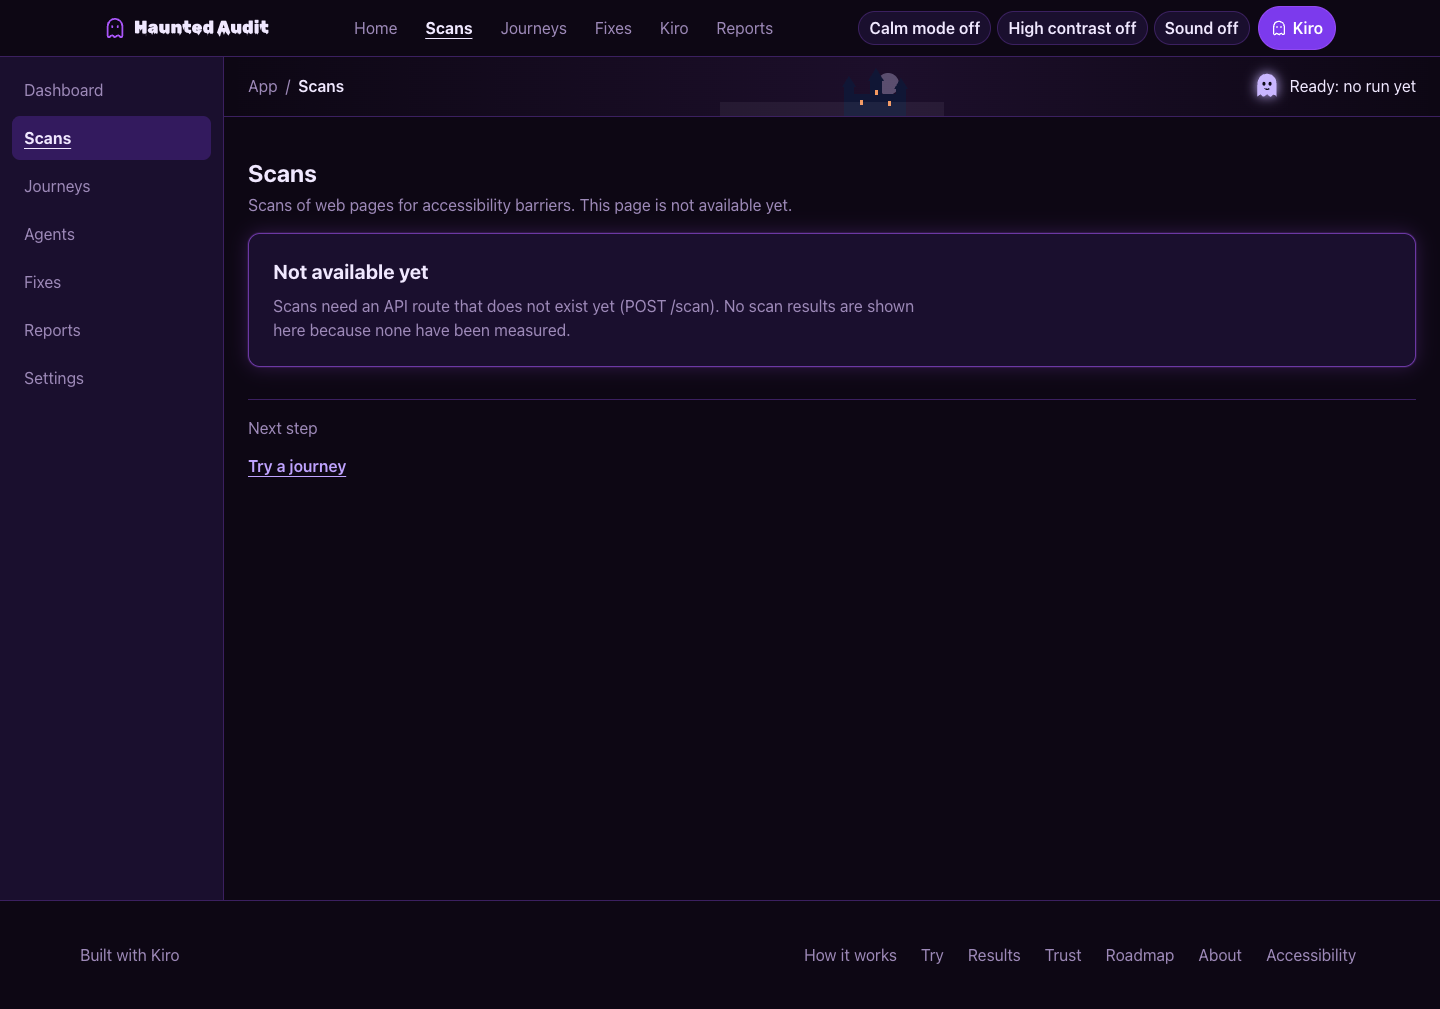 Haunted Audit
Home Scans Journeys Fixes Kiro Reports
Calm mode off High contrast off Sound off Kiro
Dashboard
Scans
Journeys
Agents
Fixes
Reports
Settings
App / Scans
Ready: no run yet
Scans
Scans of web pages for accessibility barriers. This page is not available yet.
Not available yet
Scans need an API route that does not exist yet (POST /scan). No scan results are shown
here because none have been measured.
Next step
Try a journey
Built with Kiro
How it works Try Results Trust Roadmap About Accessibility